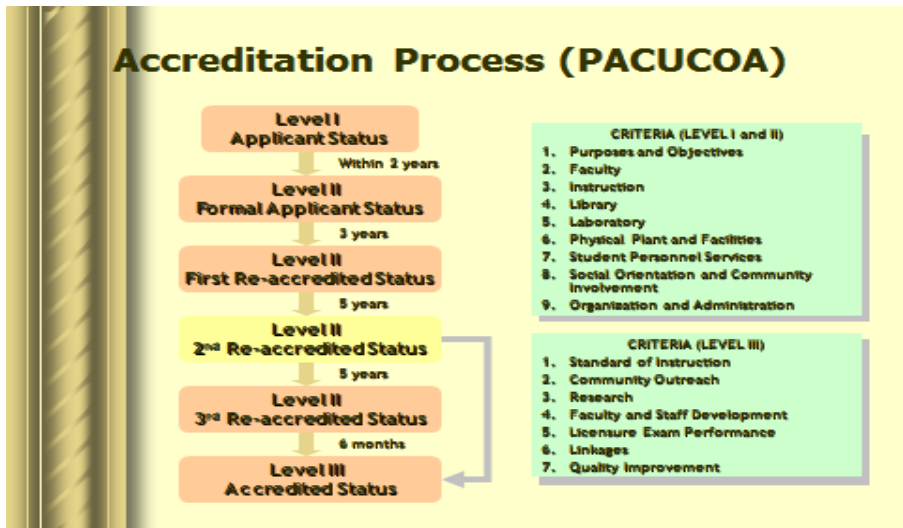 Accreditation Process (PACUCOA)
Level I
Applicant Status
Within 2 years
Level II
Formal Applicant Status
3 years
Level II
First Re-accredited Status
5 years
Level II
2nd Re-accredited Status
5 years
Level II
3rd Re-accredited Status
6 months
Level III
Accredited Status
CRITERIA (LEVEL I and II)
1. Purposes and Objectives
2. Faculty
3. Instruction
4. Library
5. Laboratory
6. Physical Plant and Facilities
7. Student Personnel Services
8. Social Orientation and Community
Involvement
9. Organization and Administration
CRITERIA (LEVEL III)
1. Standard of Instruction
2. Community Outreach
3. Research
4. Faculty and Staff Development
5. Licensure Exam Performance
6. Linkages
7. Quality Improvement